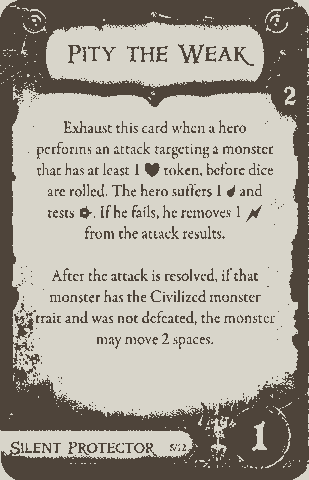 PITY THE WEAK
2
Exhaust this card when a hero
performs an attack targeting a monster
that has at least 1 token, before dice
are rolled. The hero suffers 1 and
tests . If he fails, he removes 1
from the attack results.
After the attack is resolved, if that
monster has the Civilized monster
trait and was not defeated, the monster
may move 2 spaces.
SILENT PROTECTOR 5/12
1